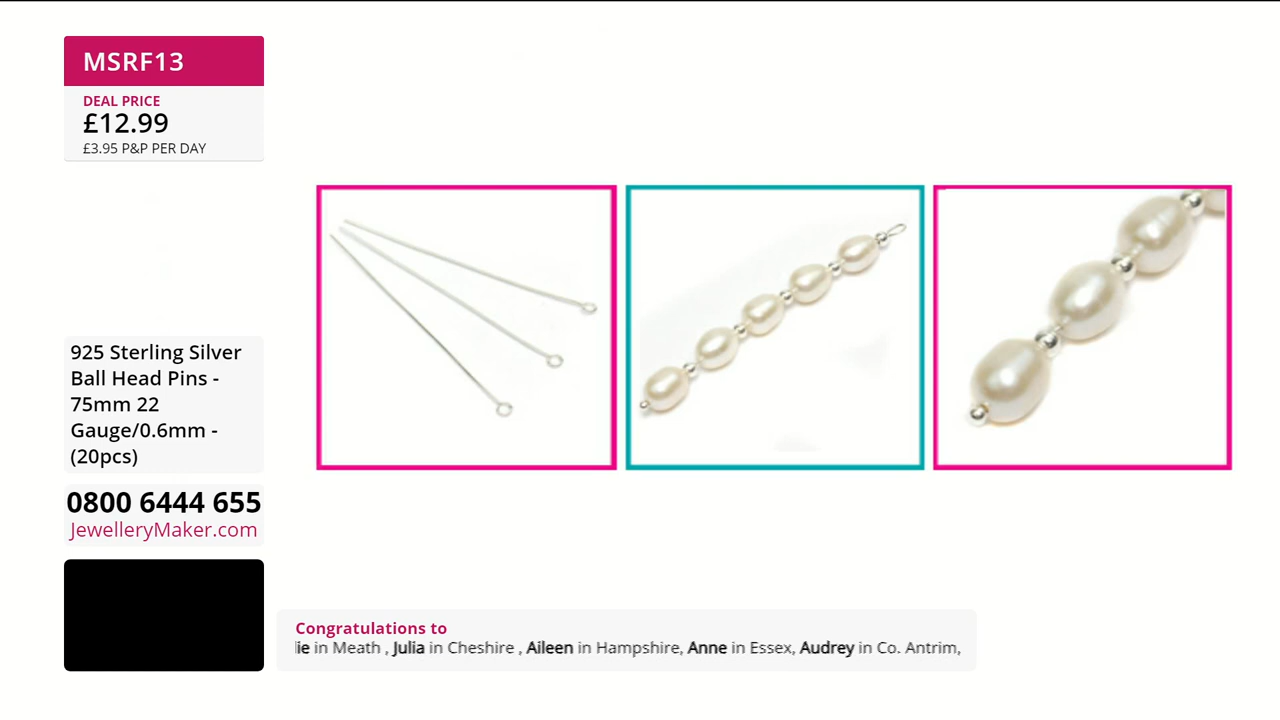 MSRF13
DEAL PRICE
£12.99
£3.95 P&P PER DAY
925 Sterling Silver
Ball Head Pins -
75mm 22
Gauge/0.6mm -
(20pcs)
0800 6444 655
JewelleryMaker.com
Congratulations to
in Meath , Julia in Cheshire , Aileen in Hampshire, Anne in Essex, Audrey in Co. Antrim,